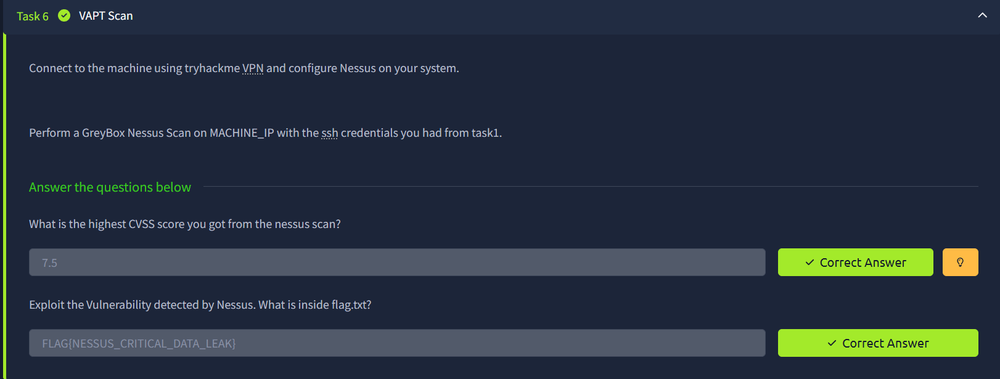 Task 6 VAPT Scan
Connect to the machine using tryhackme VPN and configure Nessus on your system.
Perform a GreyBox Nessus Scan on MACHINE_IP with the ssh credentials you had from task1.
Answer the questions below
What is the highest CVSS score you got from the nessus scan?
7.5 Correct Answer
Exploit the Vulnerability detected by Nessus. What is inside flag.txt?
FLAG{NESSUS_CRITICAL_DATA_LEAK} Correct Answer